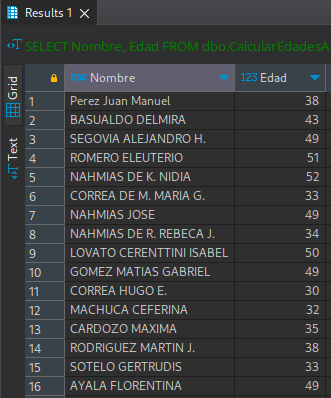 Results 1
SELECT Nombre, Edad FROM dbo.CalcularEdadesA
Grid
Text
ABC Nombre 123 Edad
1 Perez Juan Manuel 38
2 BASUALDO DELMIRA 43
3 SEGOVIA ALEJANDRO H. 49
4 ROMERO ELEUTERIO 51
5 NAHMIAS DE K. NIDIA 52
6 CORREA DE M. MARIA G. 33
7 NAHMIAS JOSE 49
8 NAHMIAS DE R. REBECA J. 34
9 LOVATO CERENTTINI ISABEL 50
10 GOMEZ MATIAS GABRIEL 49
11 CORREA HUGO E. 30
12 MACHUCA CEFERINA 32
13 CARDOZO MAXIMA 35
14 RODRIGUEZ MARTIN J. 38
15 SOTELO GERTRUDIS 33
16 AYALA FLORENTINA 49